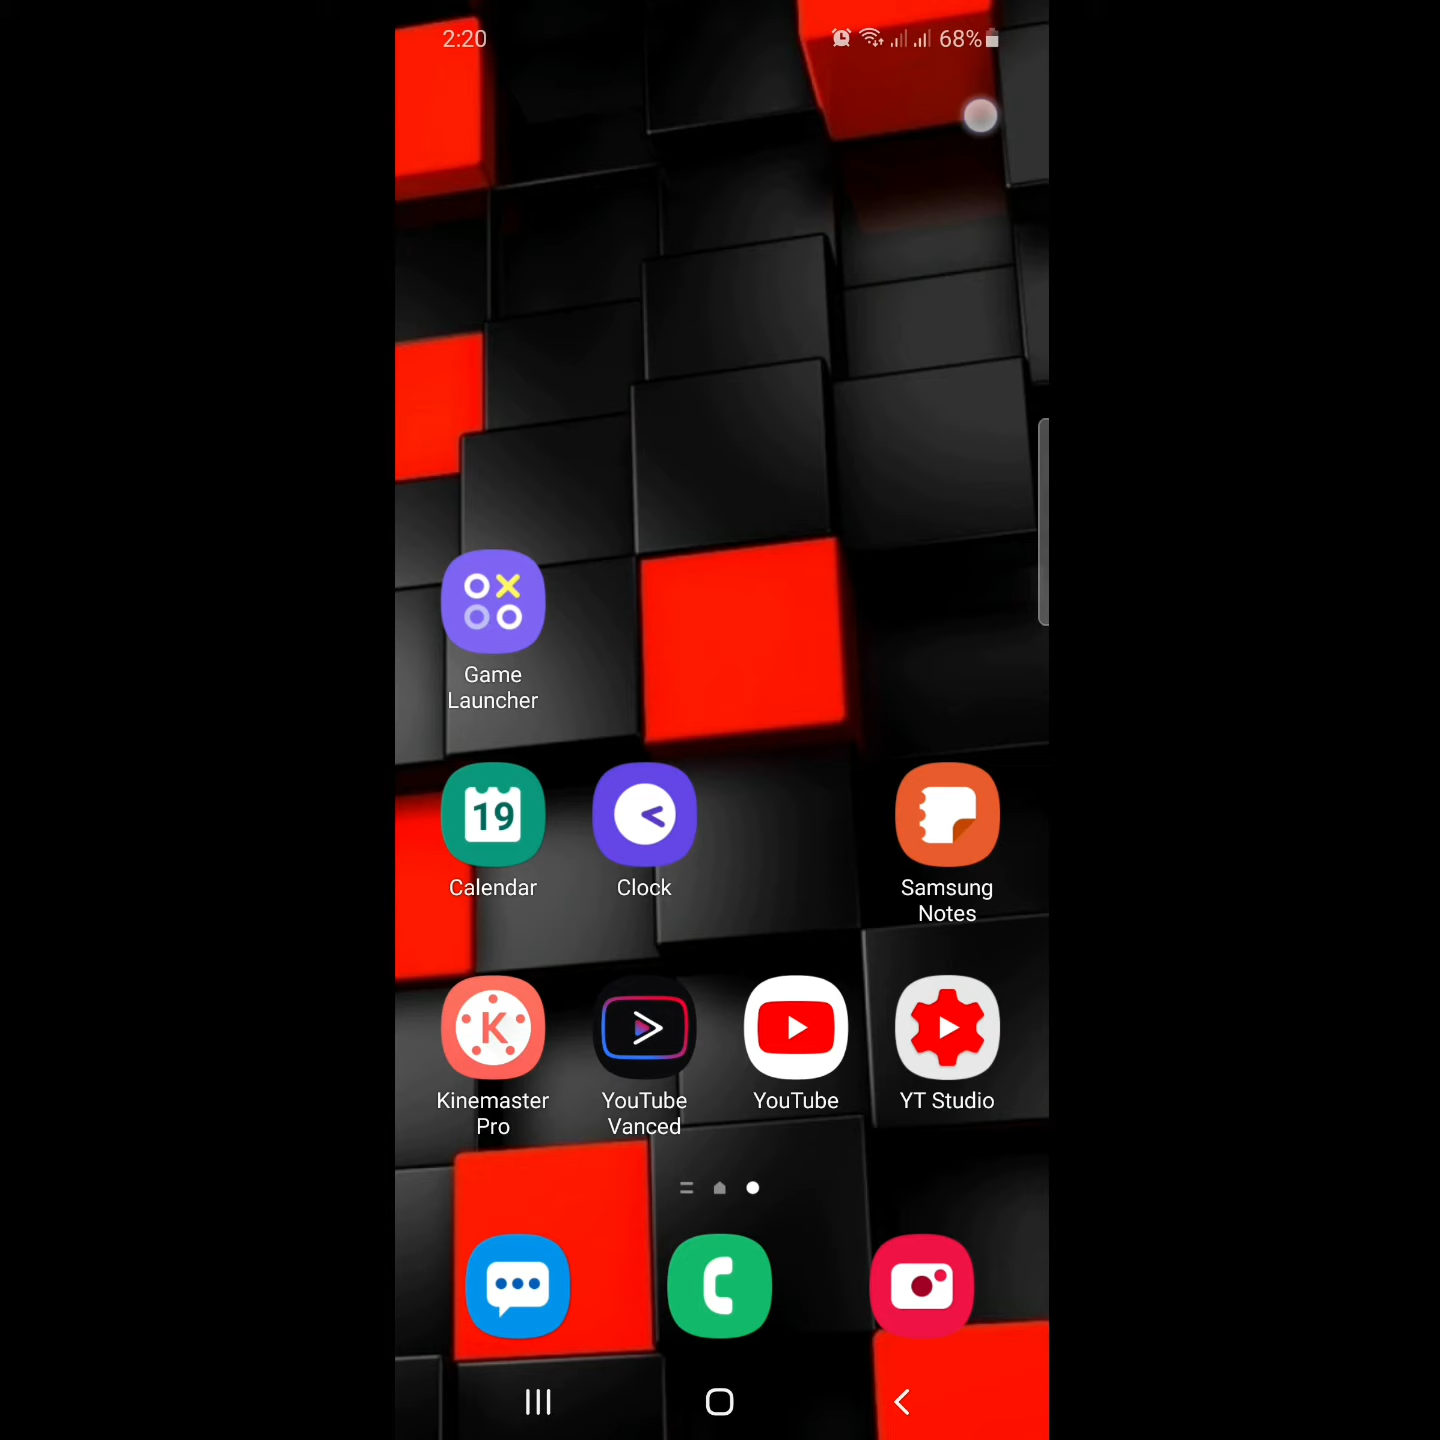 2:20
68%
Game
Launcher
19
Calendar
Clock
Samsung
Notes
K
Kinemaster
Pro
YouTube
Vanced
YouTube
YT Studio